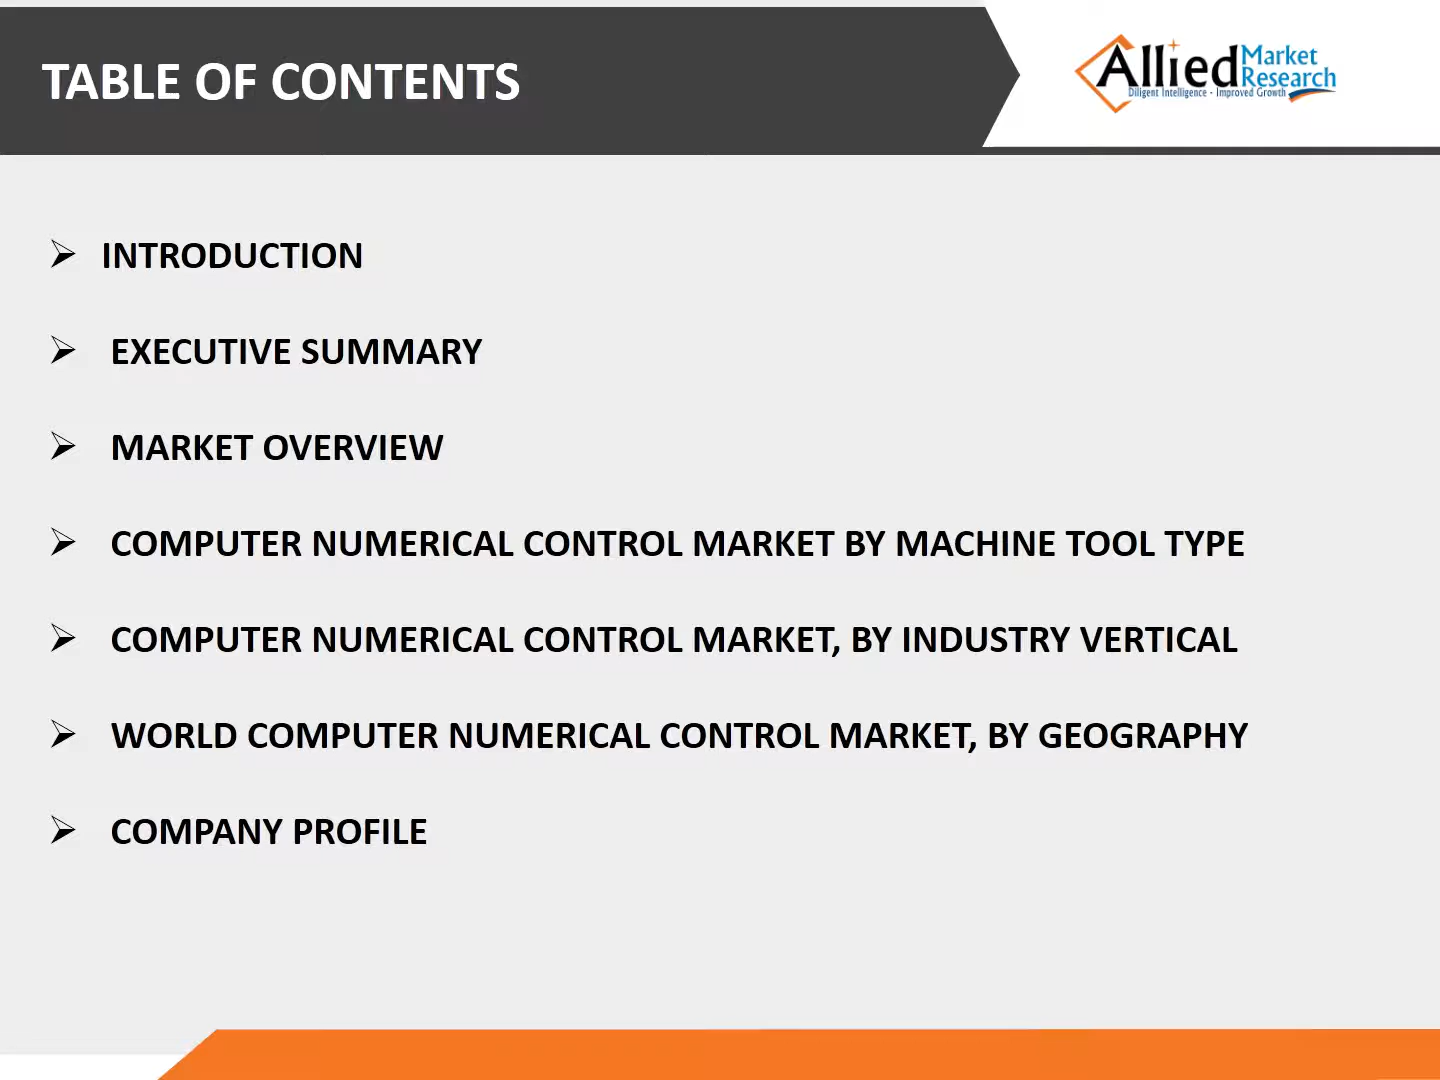 TABLE OF CONTENTS
Allied Market Research
Diligent Intelligence - Improved Growth
INTRODUCTION
EXECUTIVE SUMMARY
MARKET OVERVIEW
COMPUTER NUMERICAL CONTROL MARKET BY MACHINE TOOL TYPE
COMPUTER NUMERICAL CONTROL MARKET, BY INDUSTRY VERTICAL
WORLD COMPUTER NUMERICAL CONTROL MARKET, BY GEOGRAPHY
COMPANY PROFILE